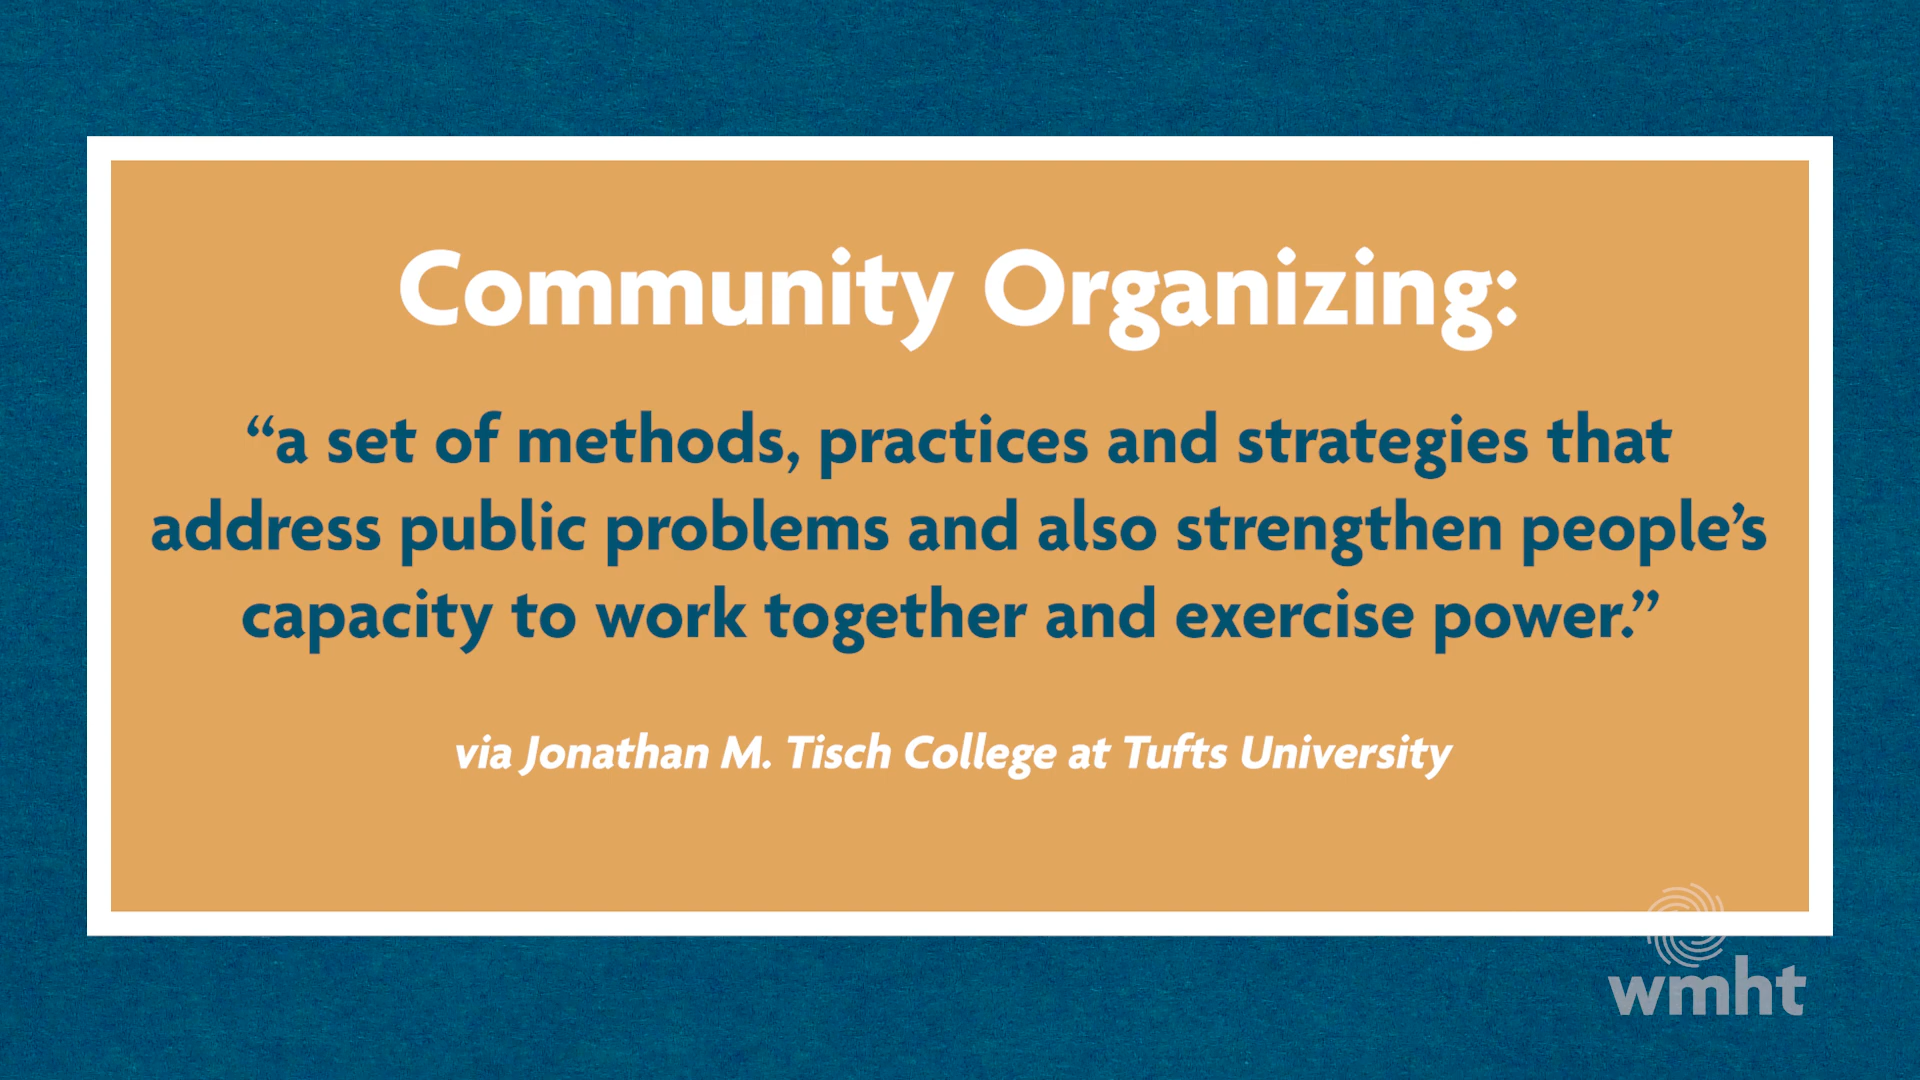 Community Organizing:
“a set of methods, practices and strategies that
address public problems and also strengthen people’s
capacity to work together and exercise power.”
via Jonathan M. Tisch College at Tufts University
wmht